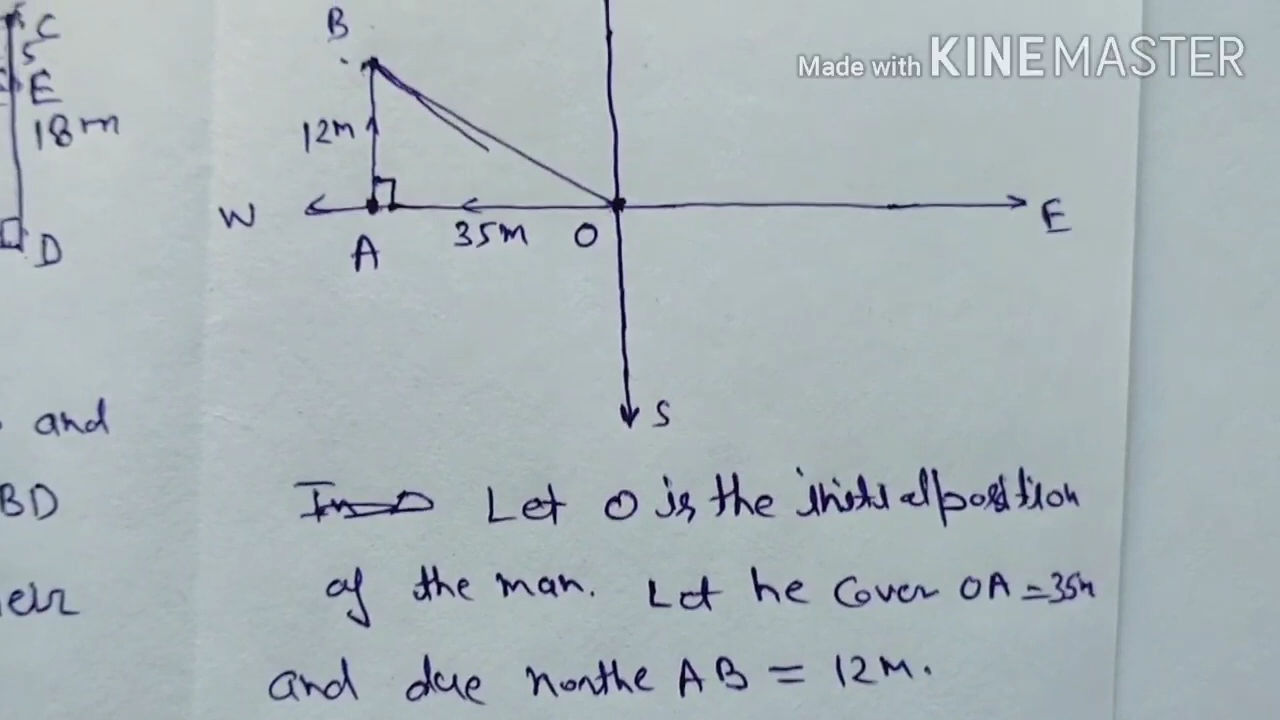 Made with KINEMASTER
C
5
E
18m
D
B
12m
W
A
35m
O
E
S
and
BD
Let O is the initial position
of the man. Let he cover OA = 35m
and due northe AB = 12m.